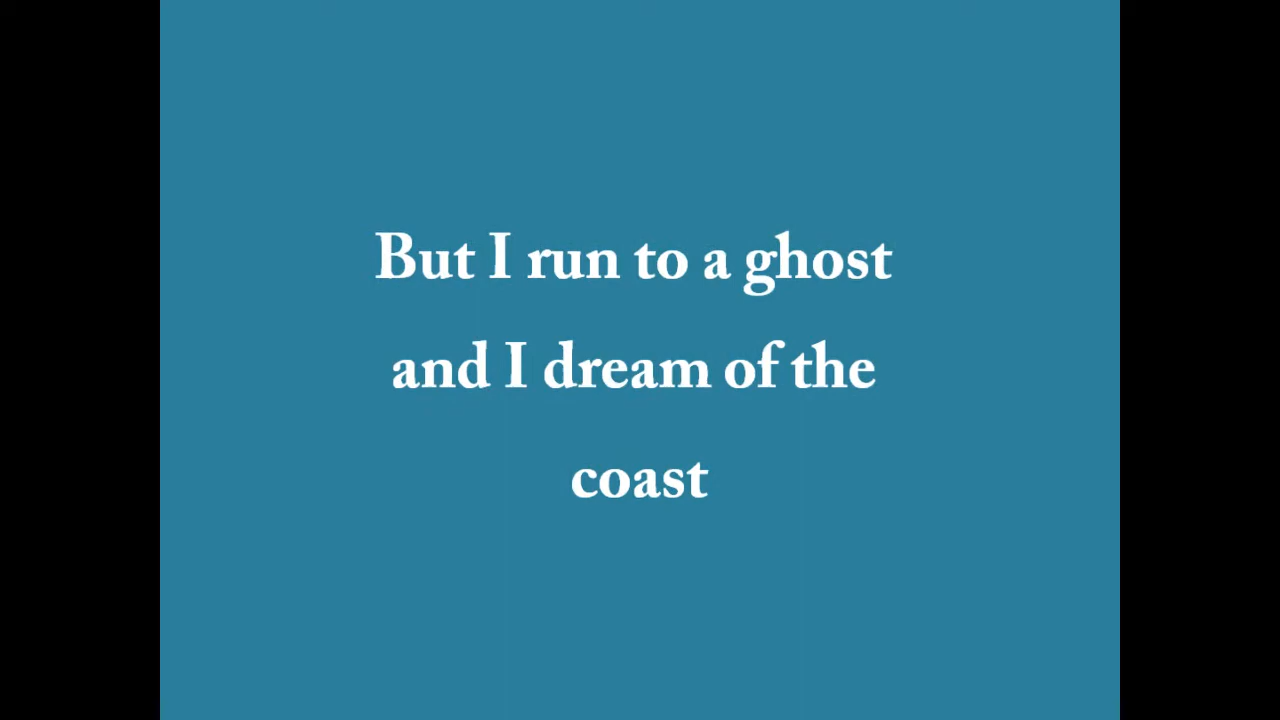 But I run to a ghost
and I dream of the
coast